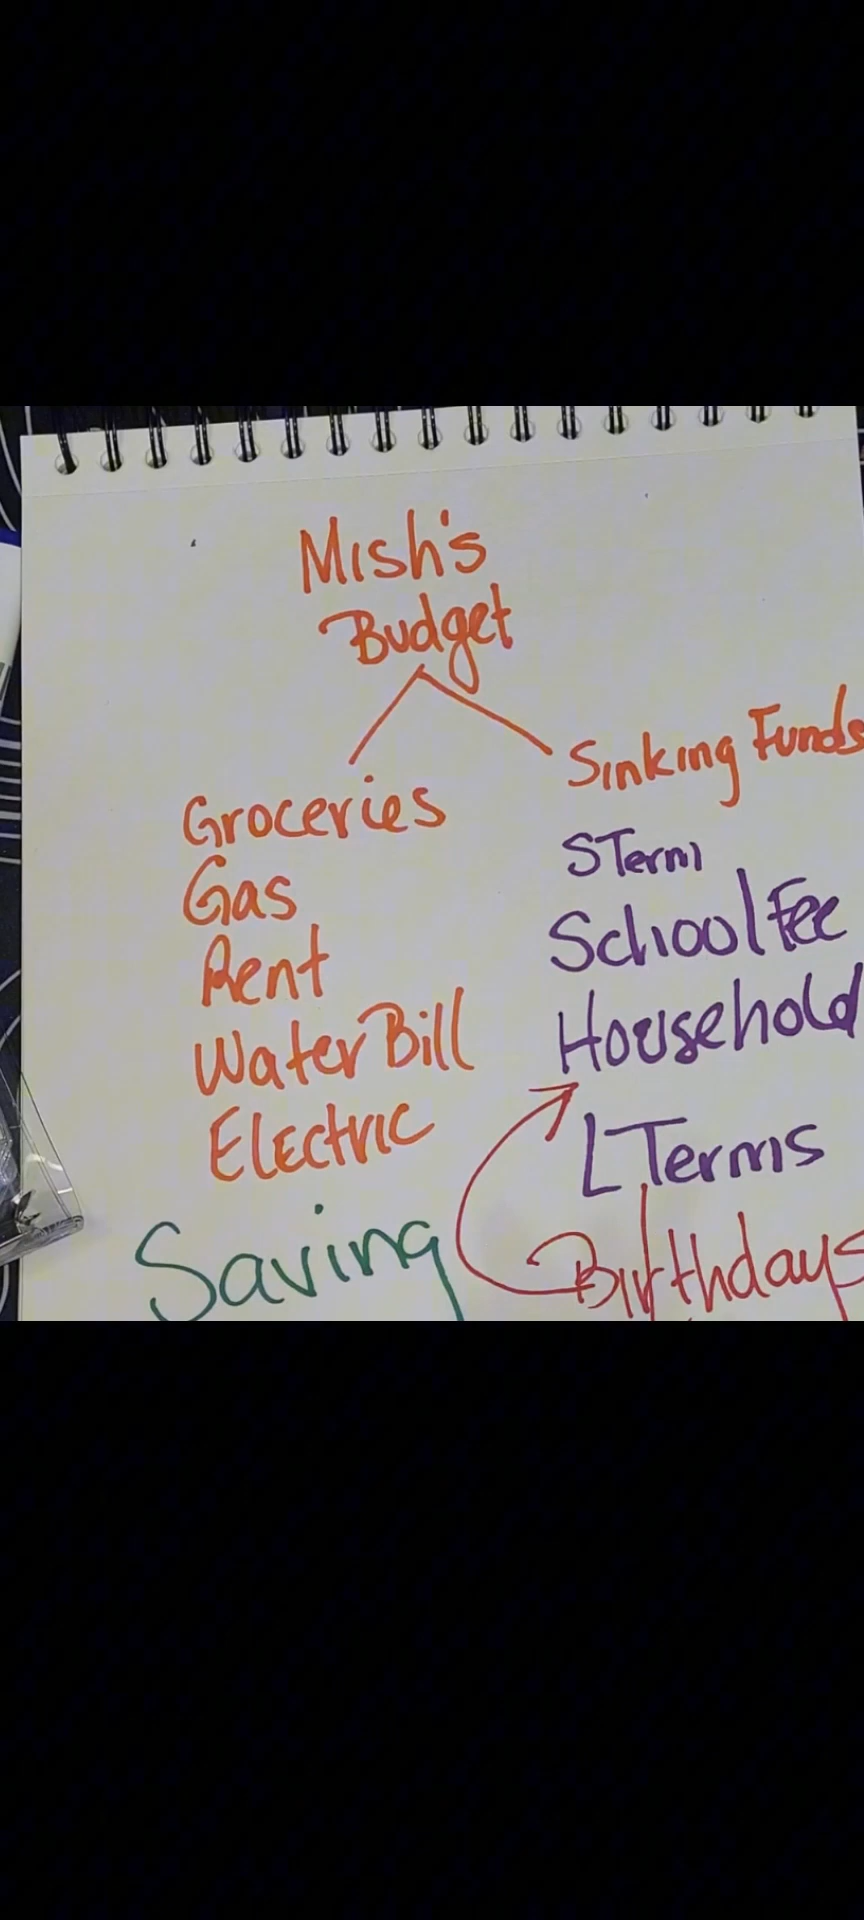 Mish's
Budget
Groceries
Gas
Rent
Water Bill
Electric
Saving
Sinking Funds
STerm
School Fee
Household
LTerms
Birthdays